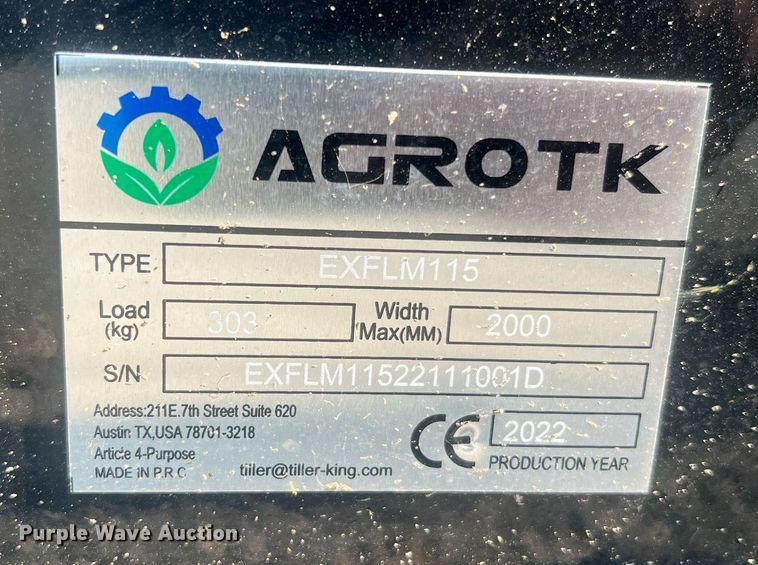 AGROTK
TYPE EXFLM115
Load (kg) 303 Width Max(MM) 2000
S/N EXFLM11522111001D
Address:211E.7th Street Suite 620
Austin TX,USA 78701-3218
Article 4-Purpose
MADE IN P.R.C tiller@tiller-king.com
CE 2022
PRODUCTION YEAR
Purple Wave Auction